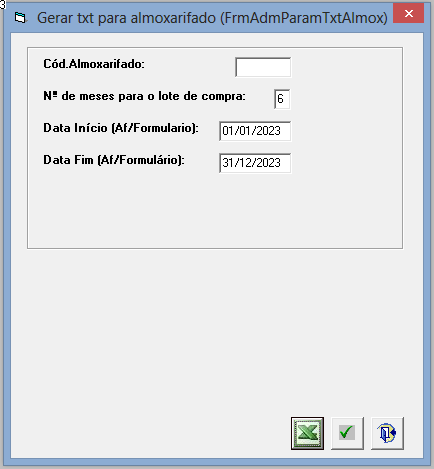 3
Gerar txt para almoxarifado (FrmAdmParamTxtAlmox)
Cód.Almoxarifado:
Nº de meses para o lote de compra: 6
Data Início (Af/Formulario): 01/01/2023
Data Fim (Af/Formulário): 31/12/2023